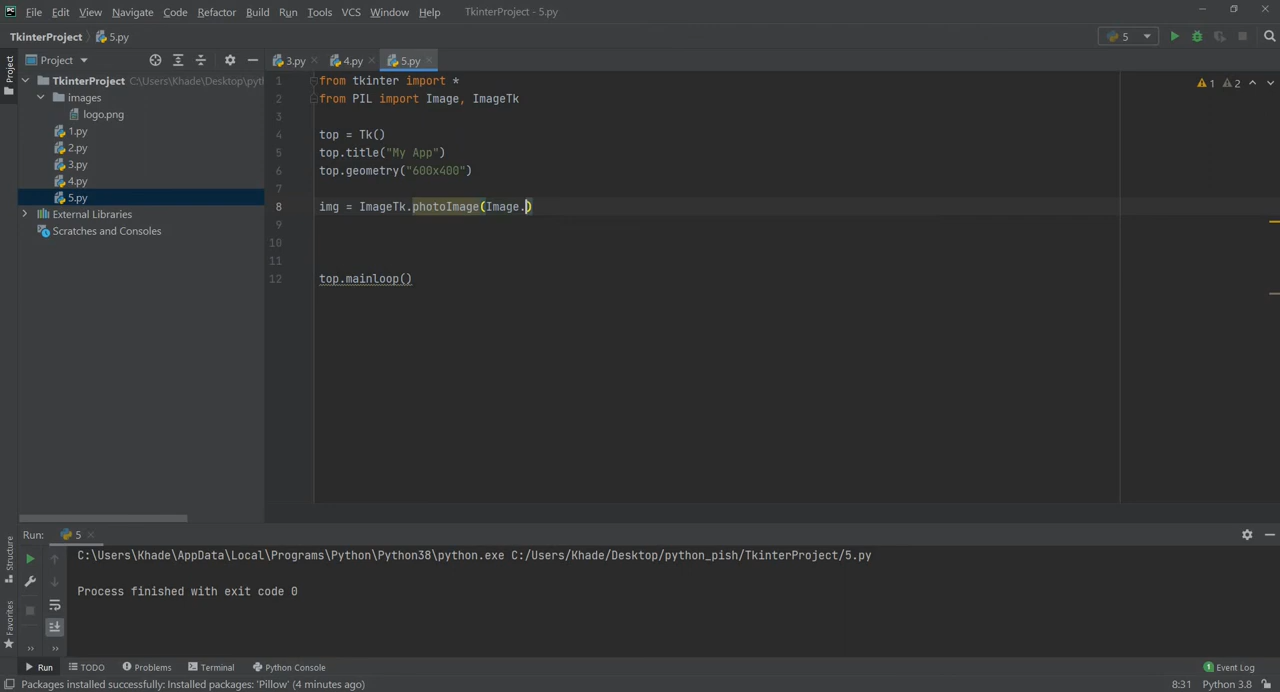 File Edit View Navigate Code Refactor Build Run Tools VCS Window Help TkinterProject - 5.py
TkinterProject 5.py 5
Project 3.py 4.py 5.py
Project
TkinterProject C:\Users\Khade\Desktop\pyt
images
logo.png
1.py
2.py
3.py
4.py
5.py
External Libraries
Scratches and Consoles
1 from tkinter import *
2 from PIL import Image, ImageTk
3
4 top = Tk()
5 top.title("My App")
6 top.geometry("600x400")
7
8 img = ImageTk.photoImage(Image.)
9
10
11
12 top.mainloop()
1 2
Run: 5
C:\Users\Khade\AppData\Local\Programs\Python\Python38\python.exe C:/Users/Khade/Desktop/python_pish/TkinterProject/5.py
Process finished with exit code 0
Structure
Favorites
Run TODO Problems Terminal Python Console 1 Event Log
Packages installed successfully: Installed packages: 'Pillow' (4 minutes ago) 8:31 Python 3.8